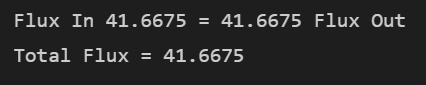 Flux In 41.6675 = 41.6675 Flux Out
Total Flux = 41.6675